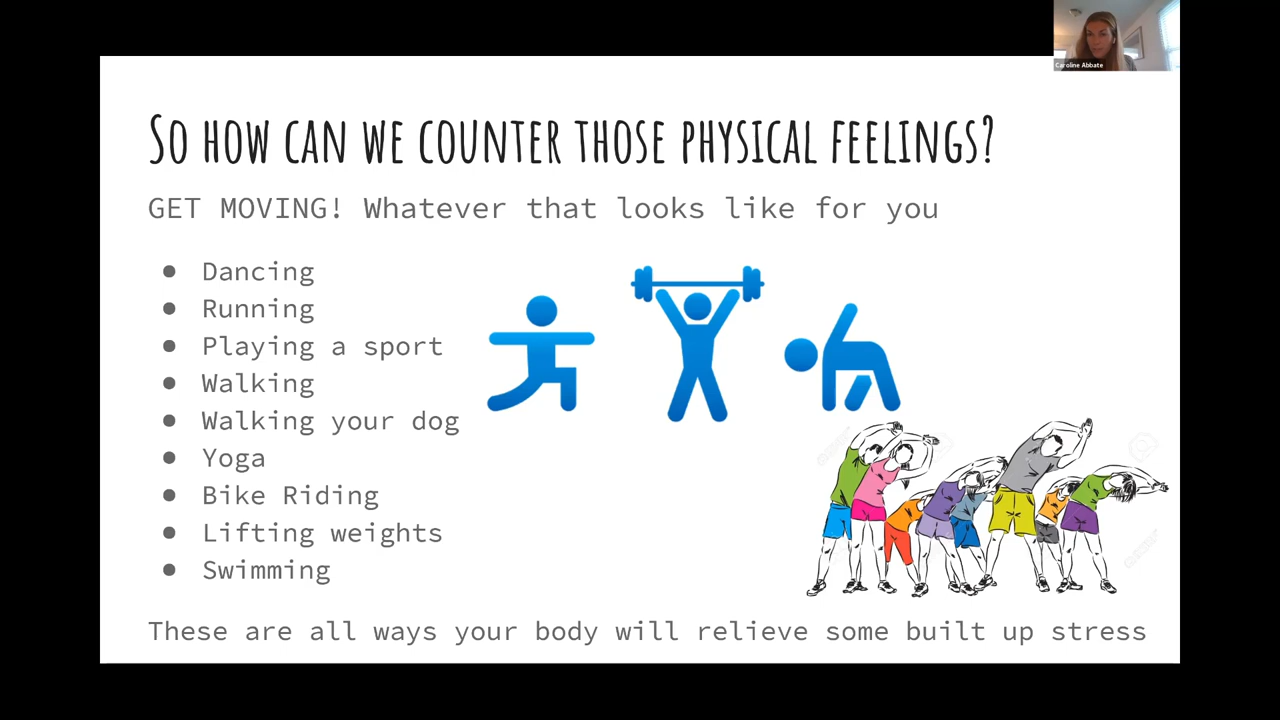 Caroline Abbate
So how can we counter those physical feelings?
GET MOVING! Whatever that looks like for you
● Dancing
● Running
● Playing a sport
● Walking
● Walking your dog
● Yoga
● Bike Riding
● Lifting weights
● Swimming
These are all ways your body will relieve some built up stress